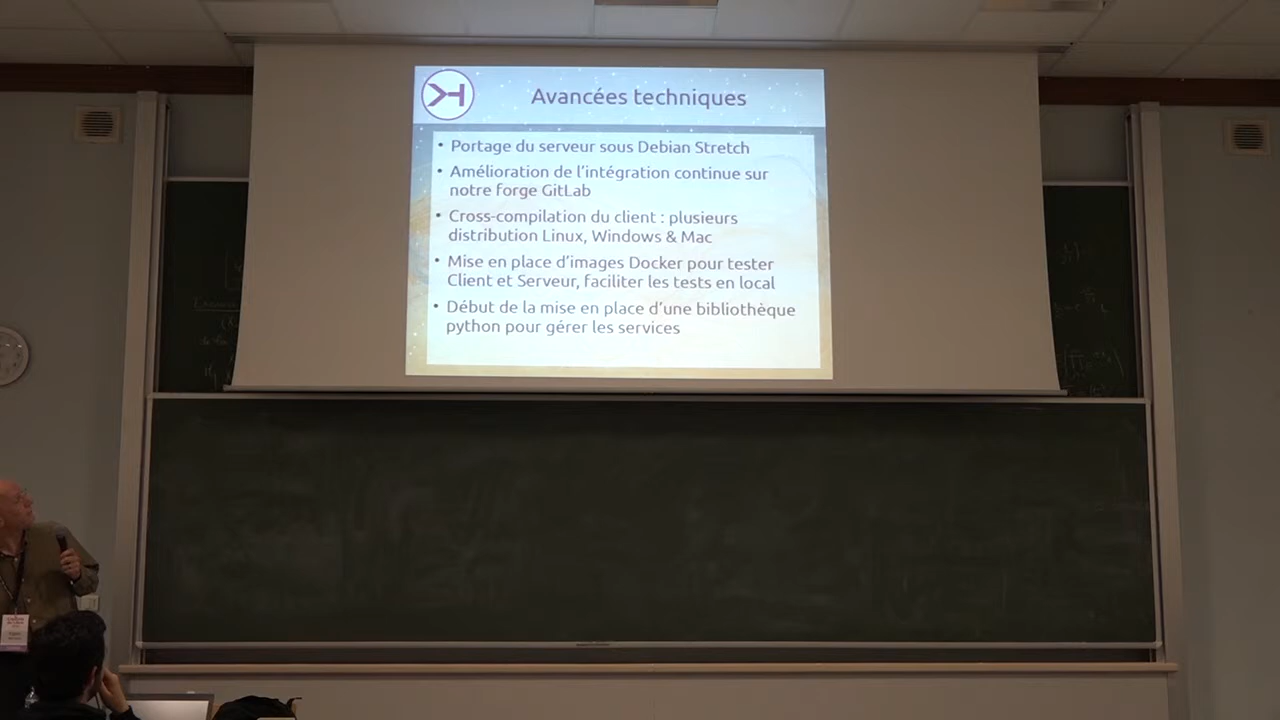 Avancées techniques
• Portage du serveur sous Debian Stretch
• Amélioration de l'intégration continue sur
notre forge GitLab
• Cross-compilation du client : plusieurs
distribution Linux, Windows & Mac
• Mise en place d'images Docker pour tester
Client et Serveur, faciliter les tests en local
• Début de la mise en place d'une bibliothèque
python pour gérer les services